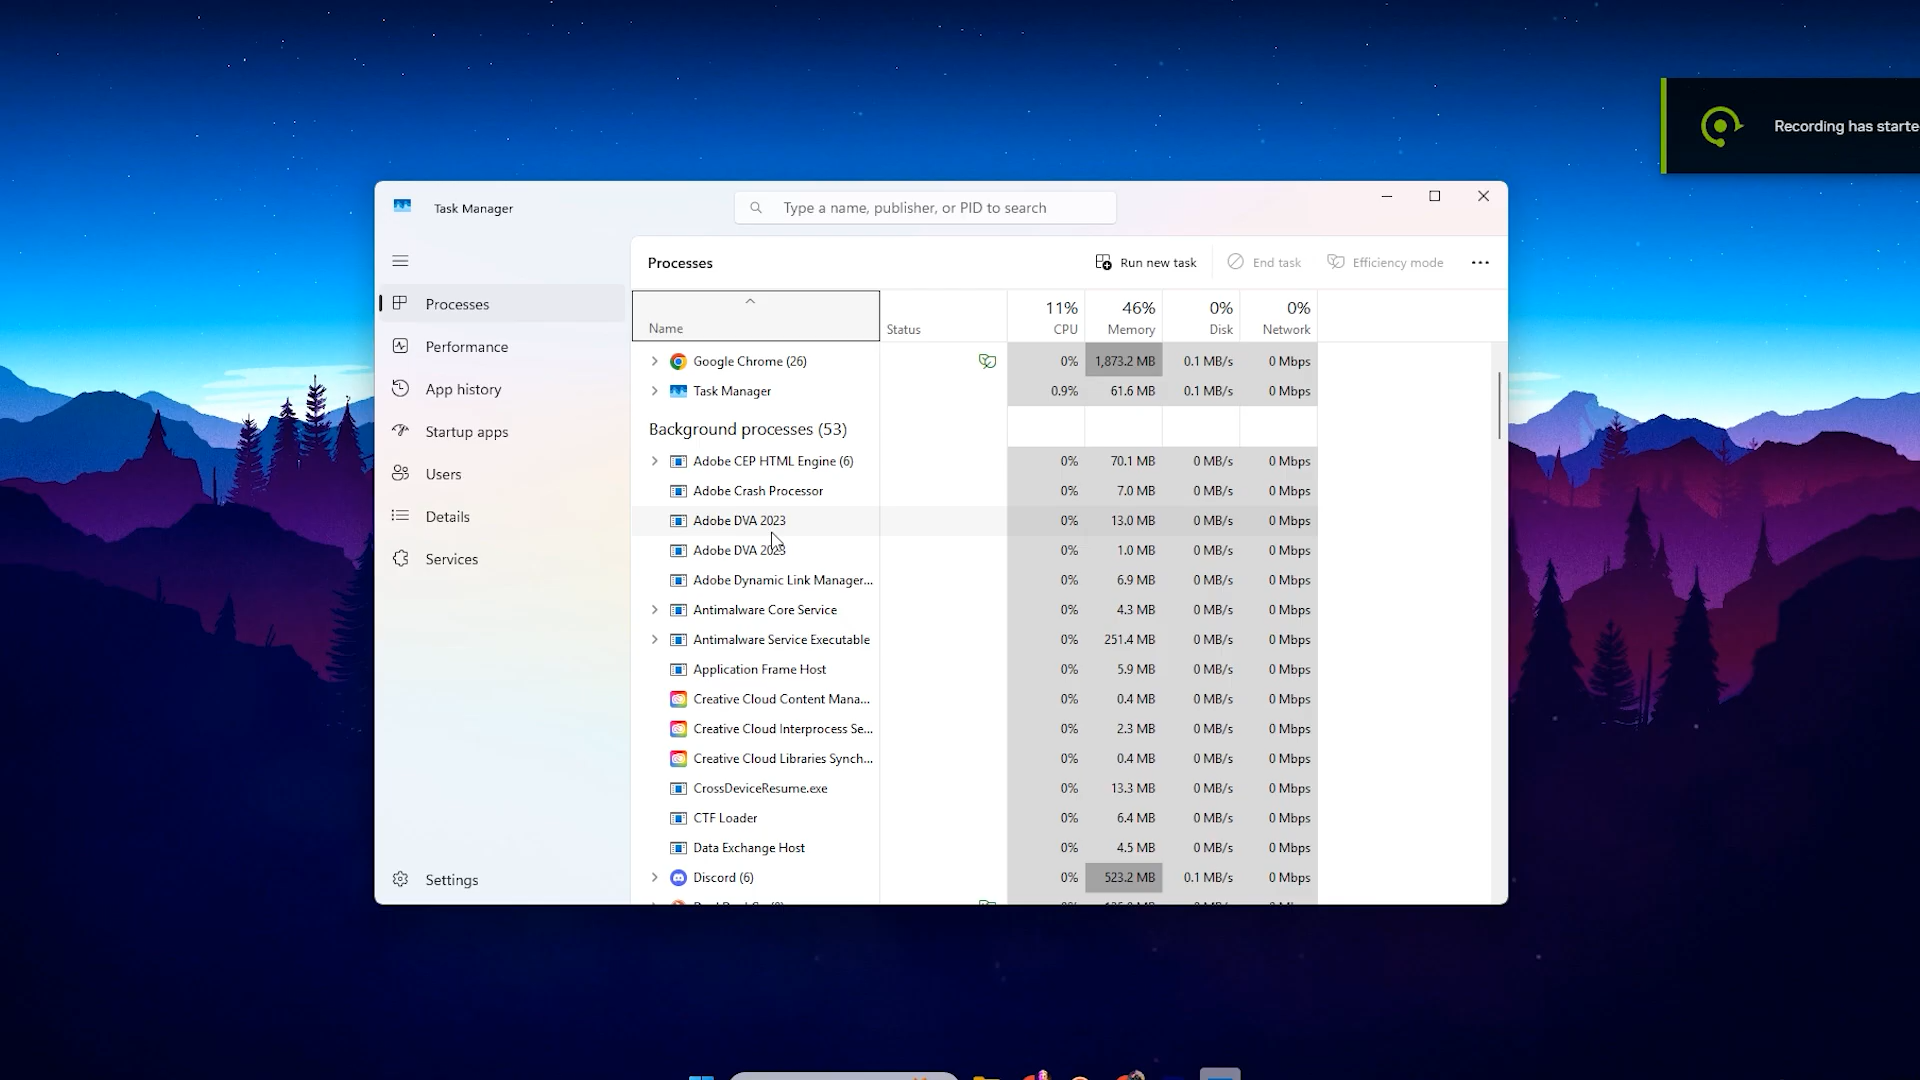 Recording has starte
Task Manager
Type a name, publisher, or PID to search
Processes
Run new task
End task
Efficiency mode
Processes
Performance
App history
Startup apps
Users
Details
Services
Settings
Name Status 11% CPU 46% Memory 0% Disk 0% Network
Google Chrome (26) 0% 1,873.2 MB 0.1 MB/s 0 Mbps
Task Manager 0.9% 61.6 MB 0.1 MB/s 0 Mbps
Background processes (53)
Adobe CEP HTML Engine (6) 0% 70.1 MB 0 MB/s 0 Mbps
Adobe Crash Processor 0% 7.0 MB 0 MB/s 0 Mbps
Adobe DVA 2023 0% 13.0 MB 0 MB/s 0 Mbps
Adobe DVA 2023 0% 1.0 MB 0 MB/s 0 Mbps
Adobe Dynamic Link Manager... 0% 6.9 MB 0 MB/s 0 Mbps
Antimalware Core Service 0% 4.3 MB 0 MB/s 0 Mbps
Antimalware Service Executable 0% 251.4 MB 0 MB/s 0 Mbps
Application Frame Host 0% 5.9 MB 0 MB/s 0 Mbps
Creative Cloud Content Mana... 0% 0.4 MB 0 MB/s 0 Mbps
Creative Cloud Interprocess Se... 0% 2.3 MB 0 MB/s 0 Mbps
Creative Cloud Libraries Synch... 0% 0.4 MB 0 MB/s 0 Mbps
CrossDeviceResume.exe 0% 13.3 MB 0 MB/s 0 Mbps
CTF Loader 0% 6.4 MB 0 MB/s 0 Mbps
Data Exchange Host 0% 4.5 MB 0 MB/s 0 Mbps
Discord (6) 0% 523.2 MB 0.1 MB/s 0 Mbps